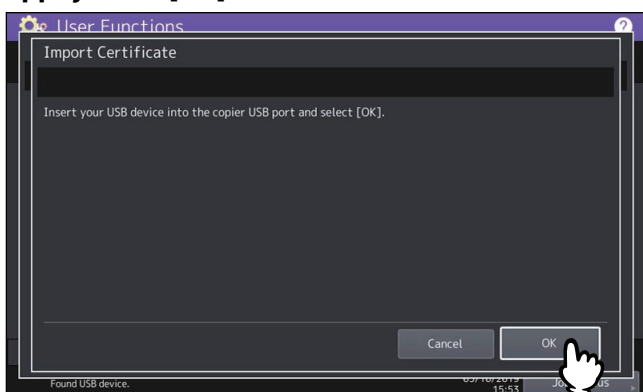 User Functions
?
Import Certificate
Insert your USB device into the copier USB port and select [OK].
Cancel
OK
Found USB device.
15:53